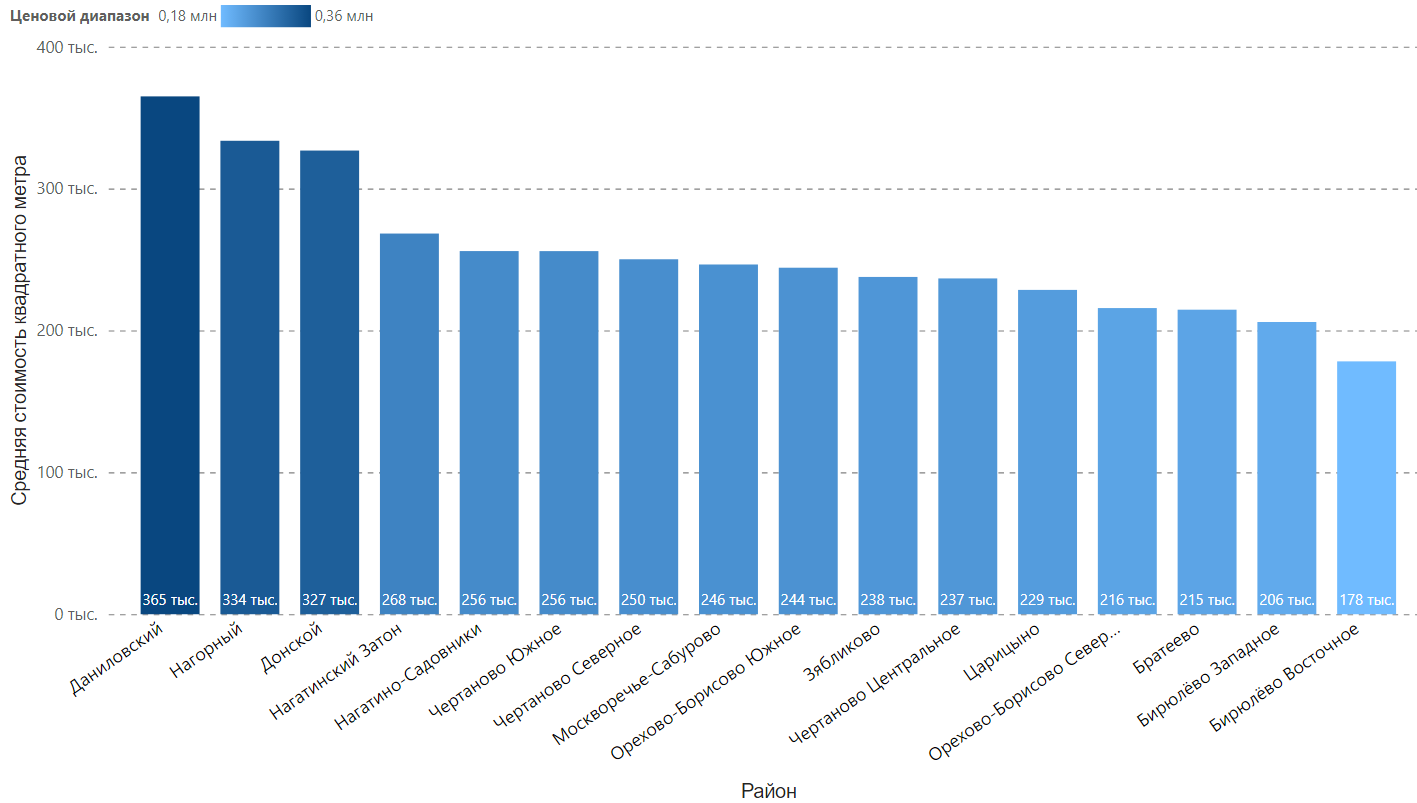 Ценовой диапазон 0,18 млн 0,36 млн
400 тыс.
300 тыс.
200 тыс.
100 тыс.
0 тыс.
Средняя стоимость квадратного метра
365 тыс. 334 тыс. 327 тыс. 268 тыс. 256 тыс. 256 тыс. 250 тыс. 246 тыс. 244 тыс. 238 тыс. 237 тыс. 229 тыс. 216 тыс. 215 тыс. 206 тыс. 178 тыс.
Даниловский
Нагорный
Донской
Нагатинский Затон
Нагатино-Садовники
Чертаново Южное
Чертаново Северное
Москворечье-Сабурово
Орехово-Борисово Южное
Зябликово
Чертаново Центральное
Царицыно
Орехово-Борисово Север...
Братеево
Бирюлёво Западное
Бирюлёво Восточное
Район